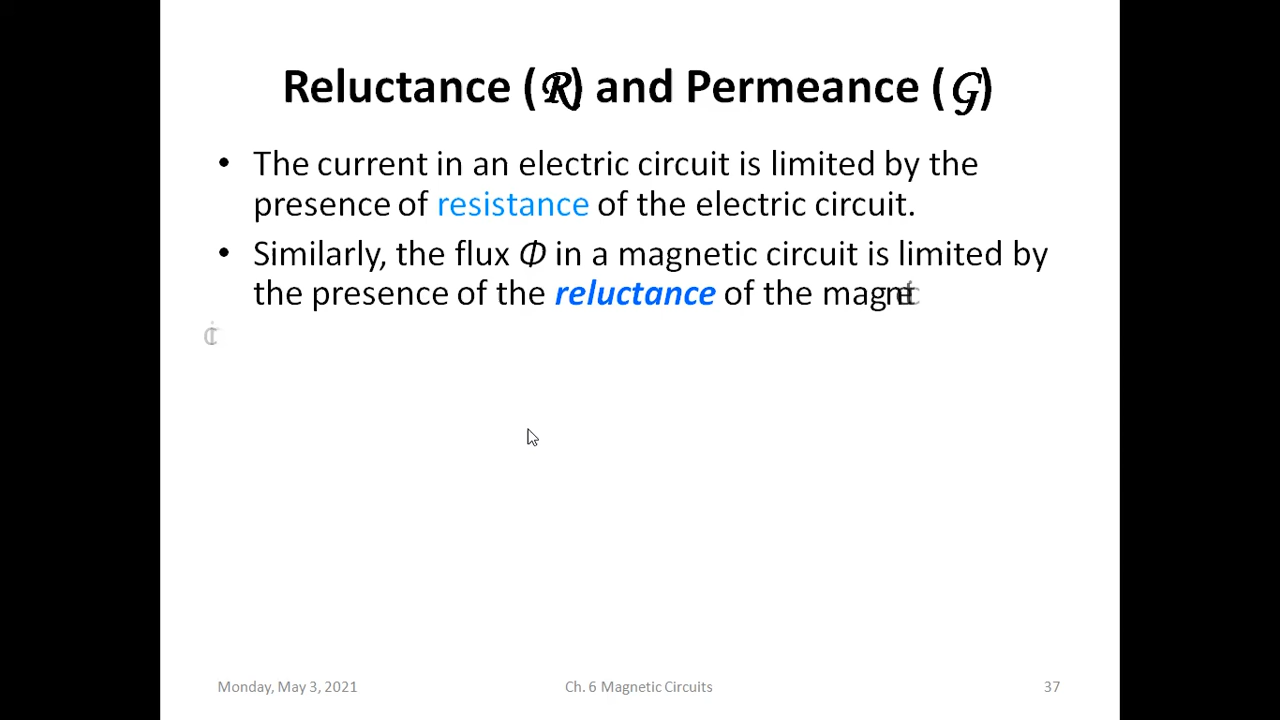 Reluctance (ℛ) and Permeance (𝒢)
• The current in an electric circuit is limited by the
presence of resistance of the electric circuit.
• Similarly, the flux Φ in a magnetic circuit is limited by
the presence of the reluctance of the magnetic
Monday, May 3, 2021
Ch. 6 Magnetic Circuits
37